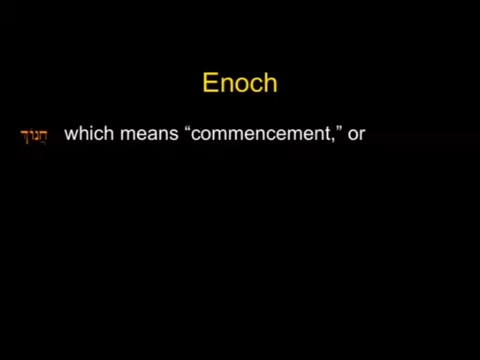 Enoch
חֲנוֹךְ which means “commencement,” or